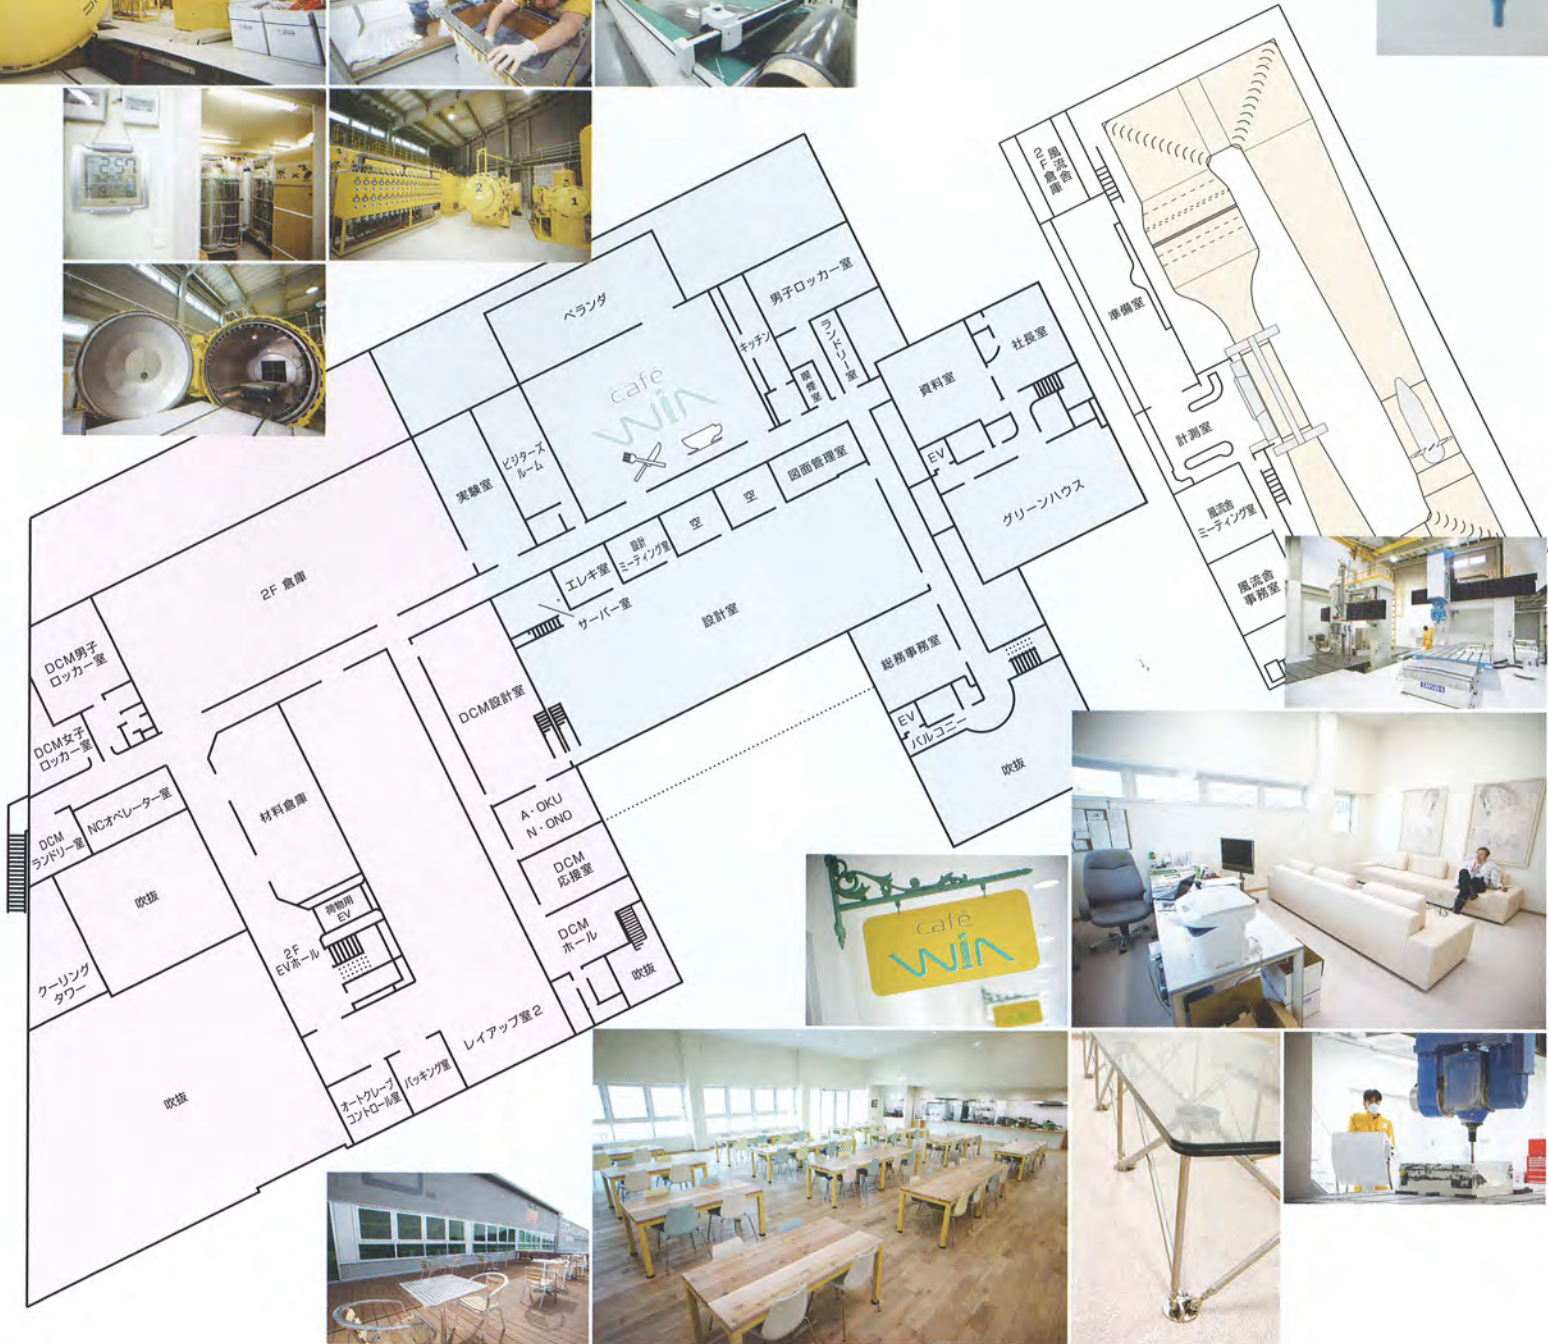 2:50
2
1
風流舎
2F倉庫
準備室
計測室
風流舎
ミーティング室
風流舎
事務室
ベランダ
男子ロッカー室
キッチン
ランドリー室
喫煙室
café
WIN
社長室
資料室
EV
グリーンハウス
実験室
ビジターズ
ルーム
図面管理室
空
空
設計
ミーティング室
エレキ室
サーバー室
設計室
総務事務室
EV
バルコニー
吹抜
2F 倉庫
DCM男子
ロッカー室
DCM女子
ロッカー室
DCM設計室
DCM
ランドリー室
NCオペレーター室
材料倉庫
A・OKU
N・ONO
DCM
応接室
DCM
ホール
吹抜
吹抜
荷物用
EV
2F
EVホール
クーリング
タワー
レイアップ室2
パッキング室
オートクレーブ
コントロール室
吹抜
café
WIN